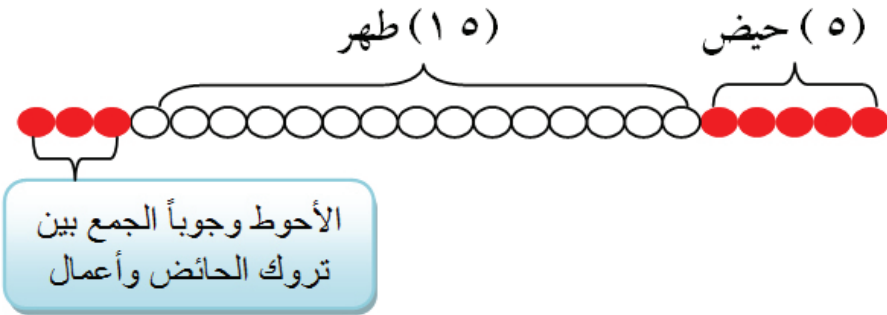 (٥) حيض
(١٥) طهر
الأحوط وجوباً الجمع بين
تروك الحائض وأعمال